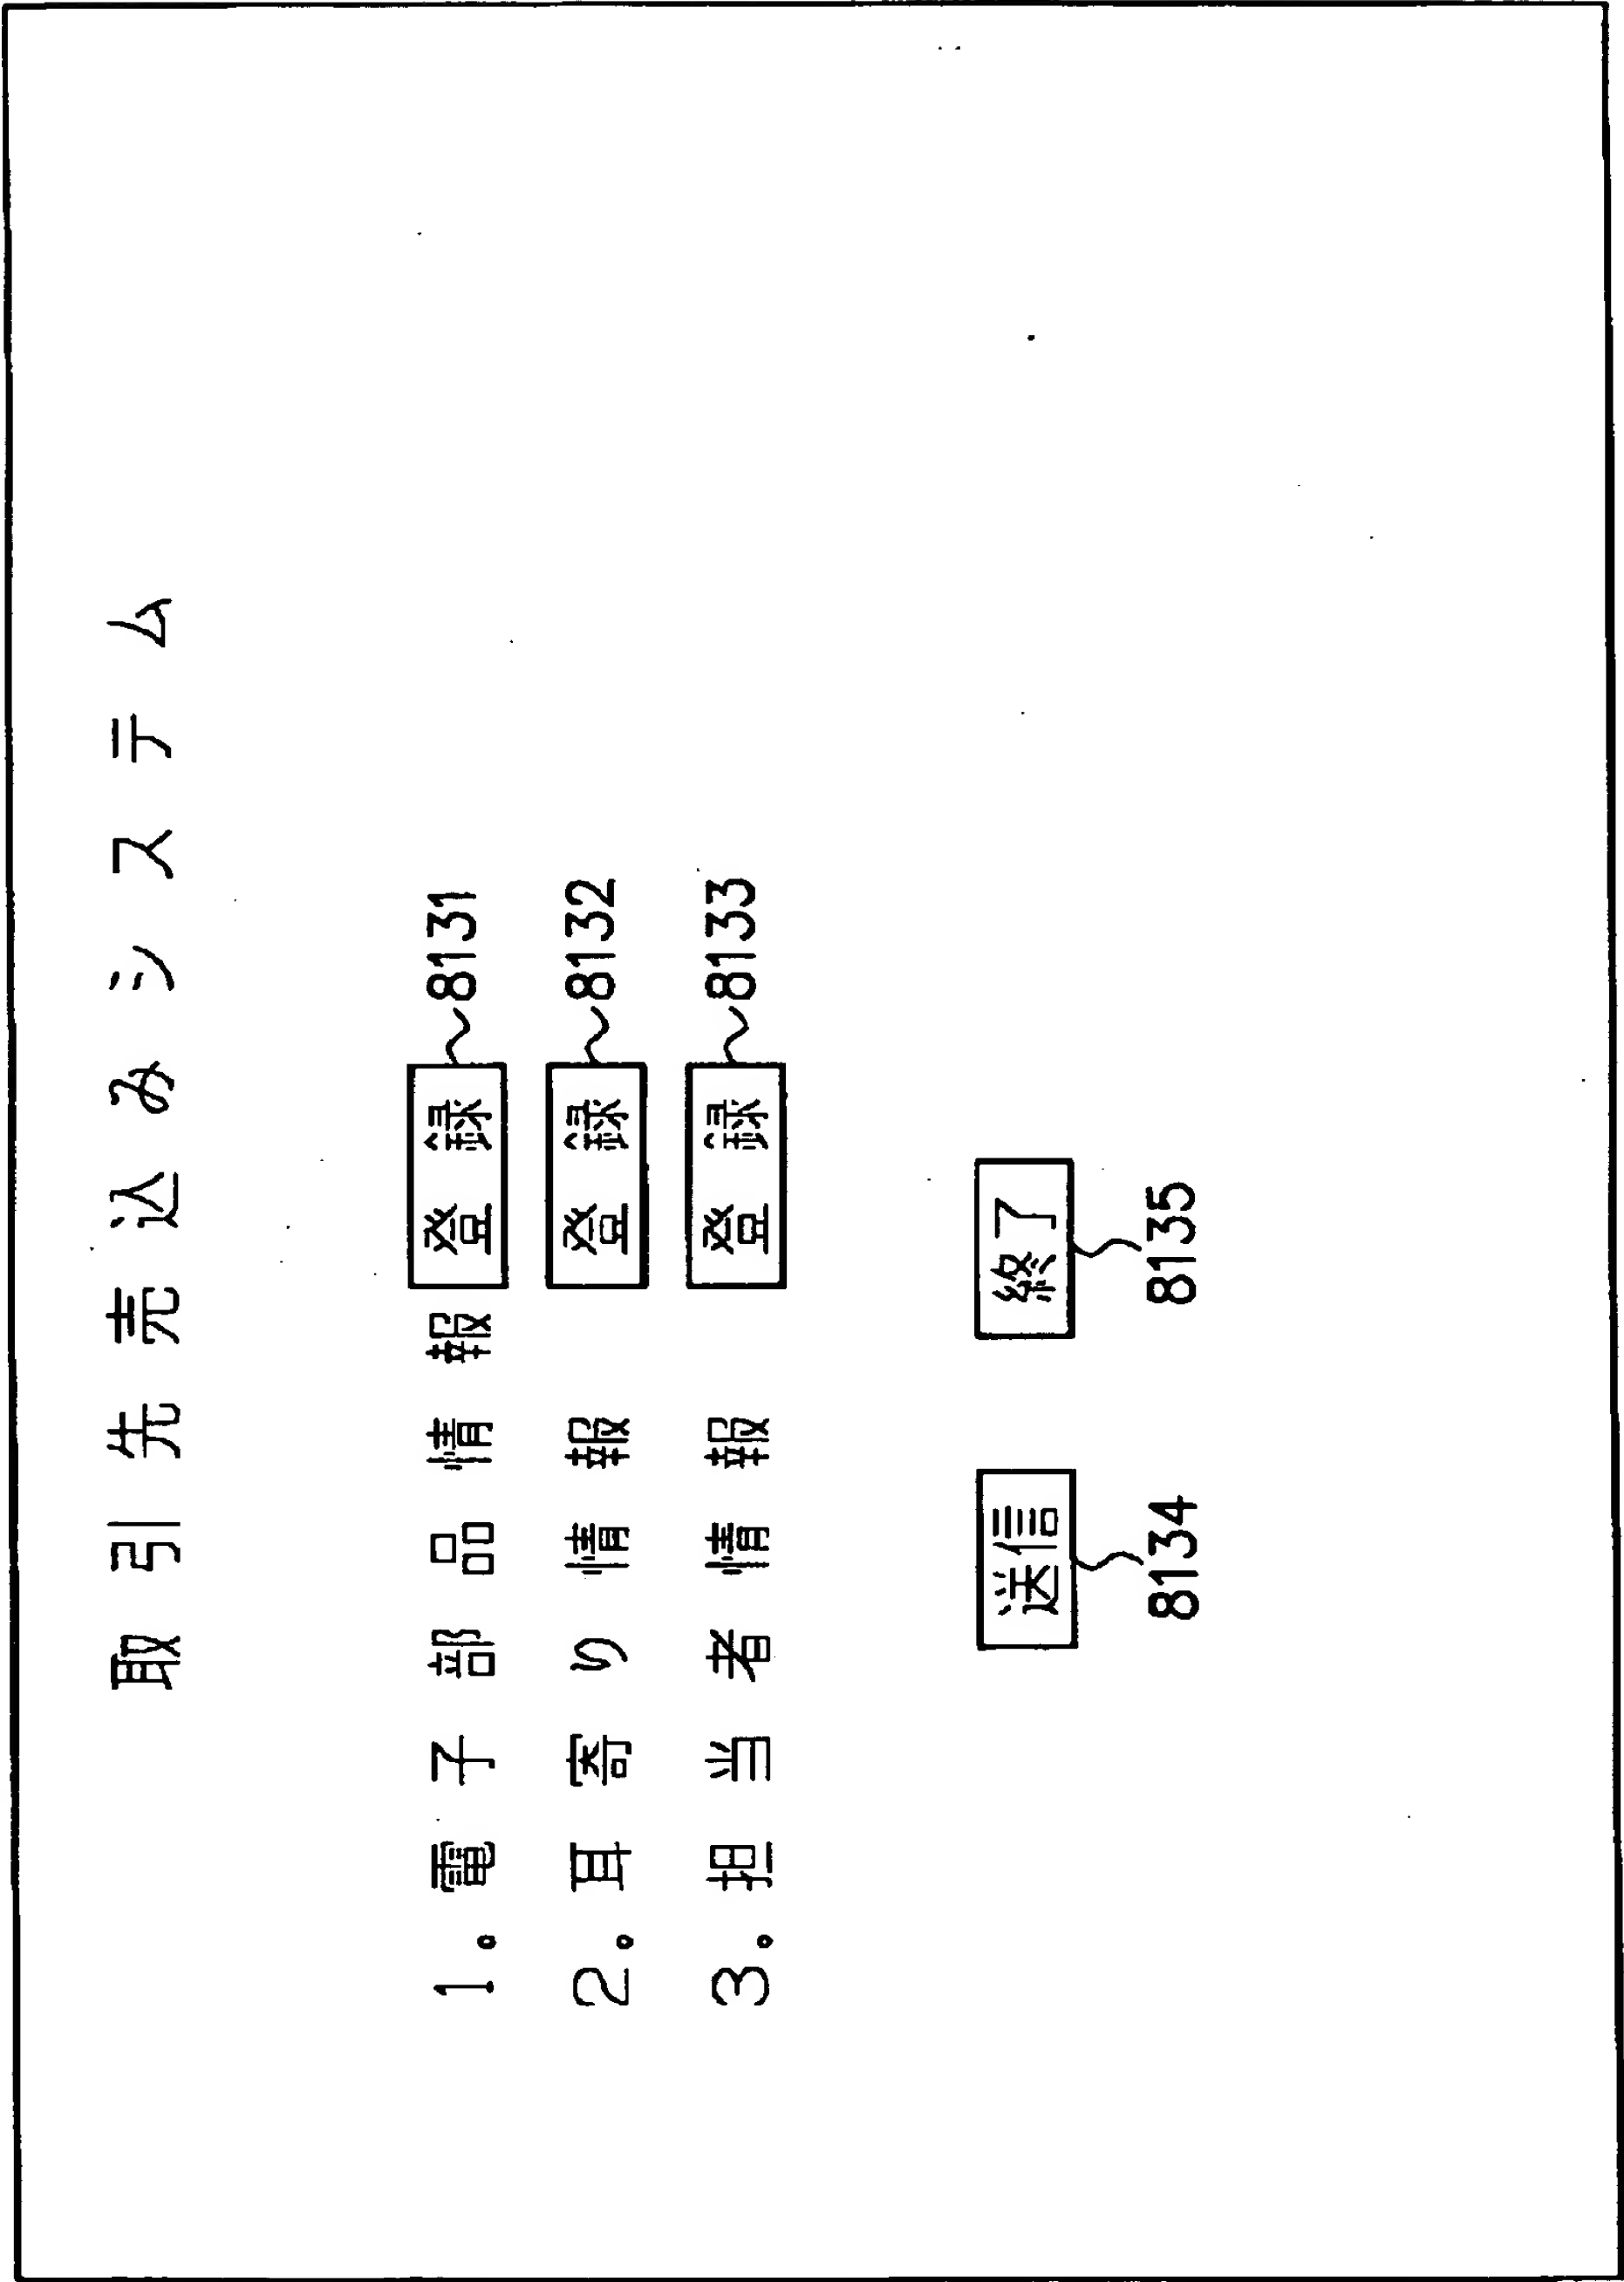 取引先売込みシステム
1. 電子部品情報 登録 8131
2. 耳寄り情報 登録 8132
3. 担当者情報 登録 8133
送信 終了
8134 8135